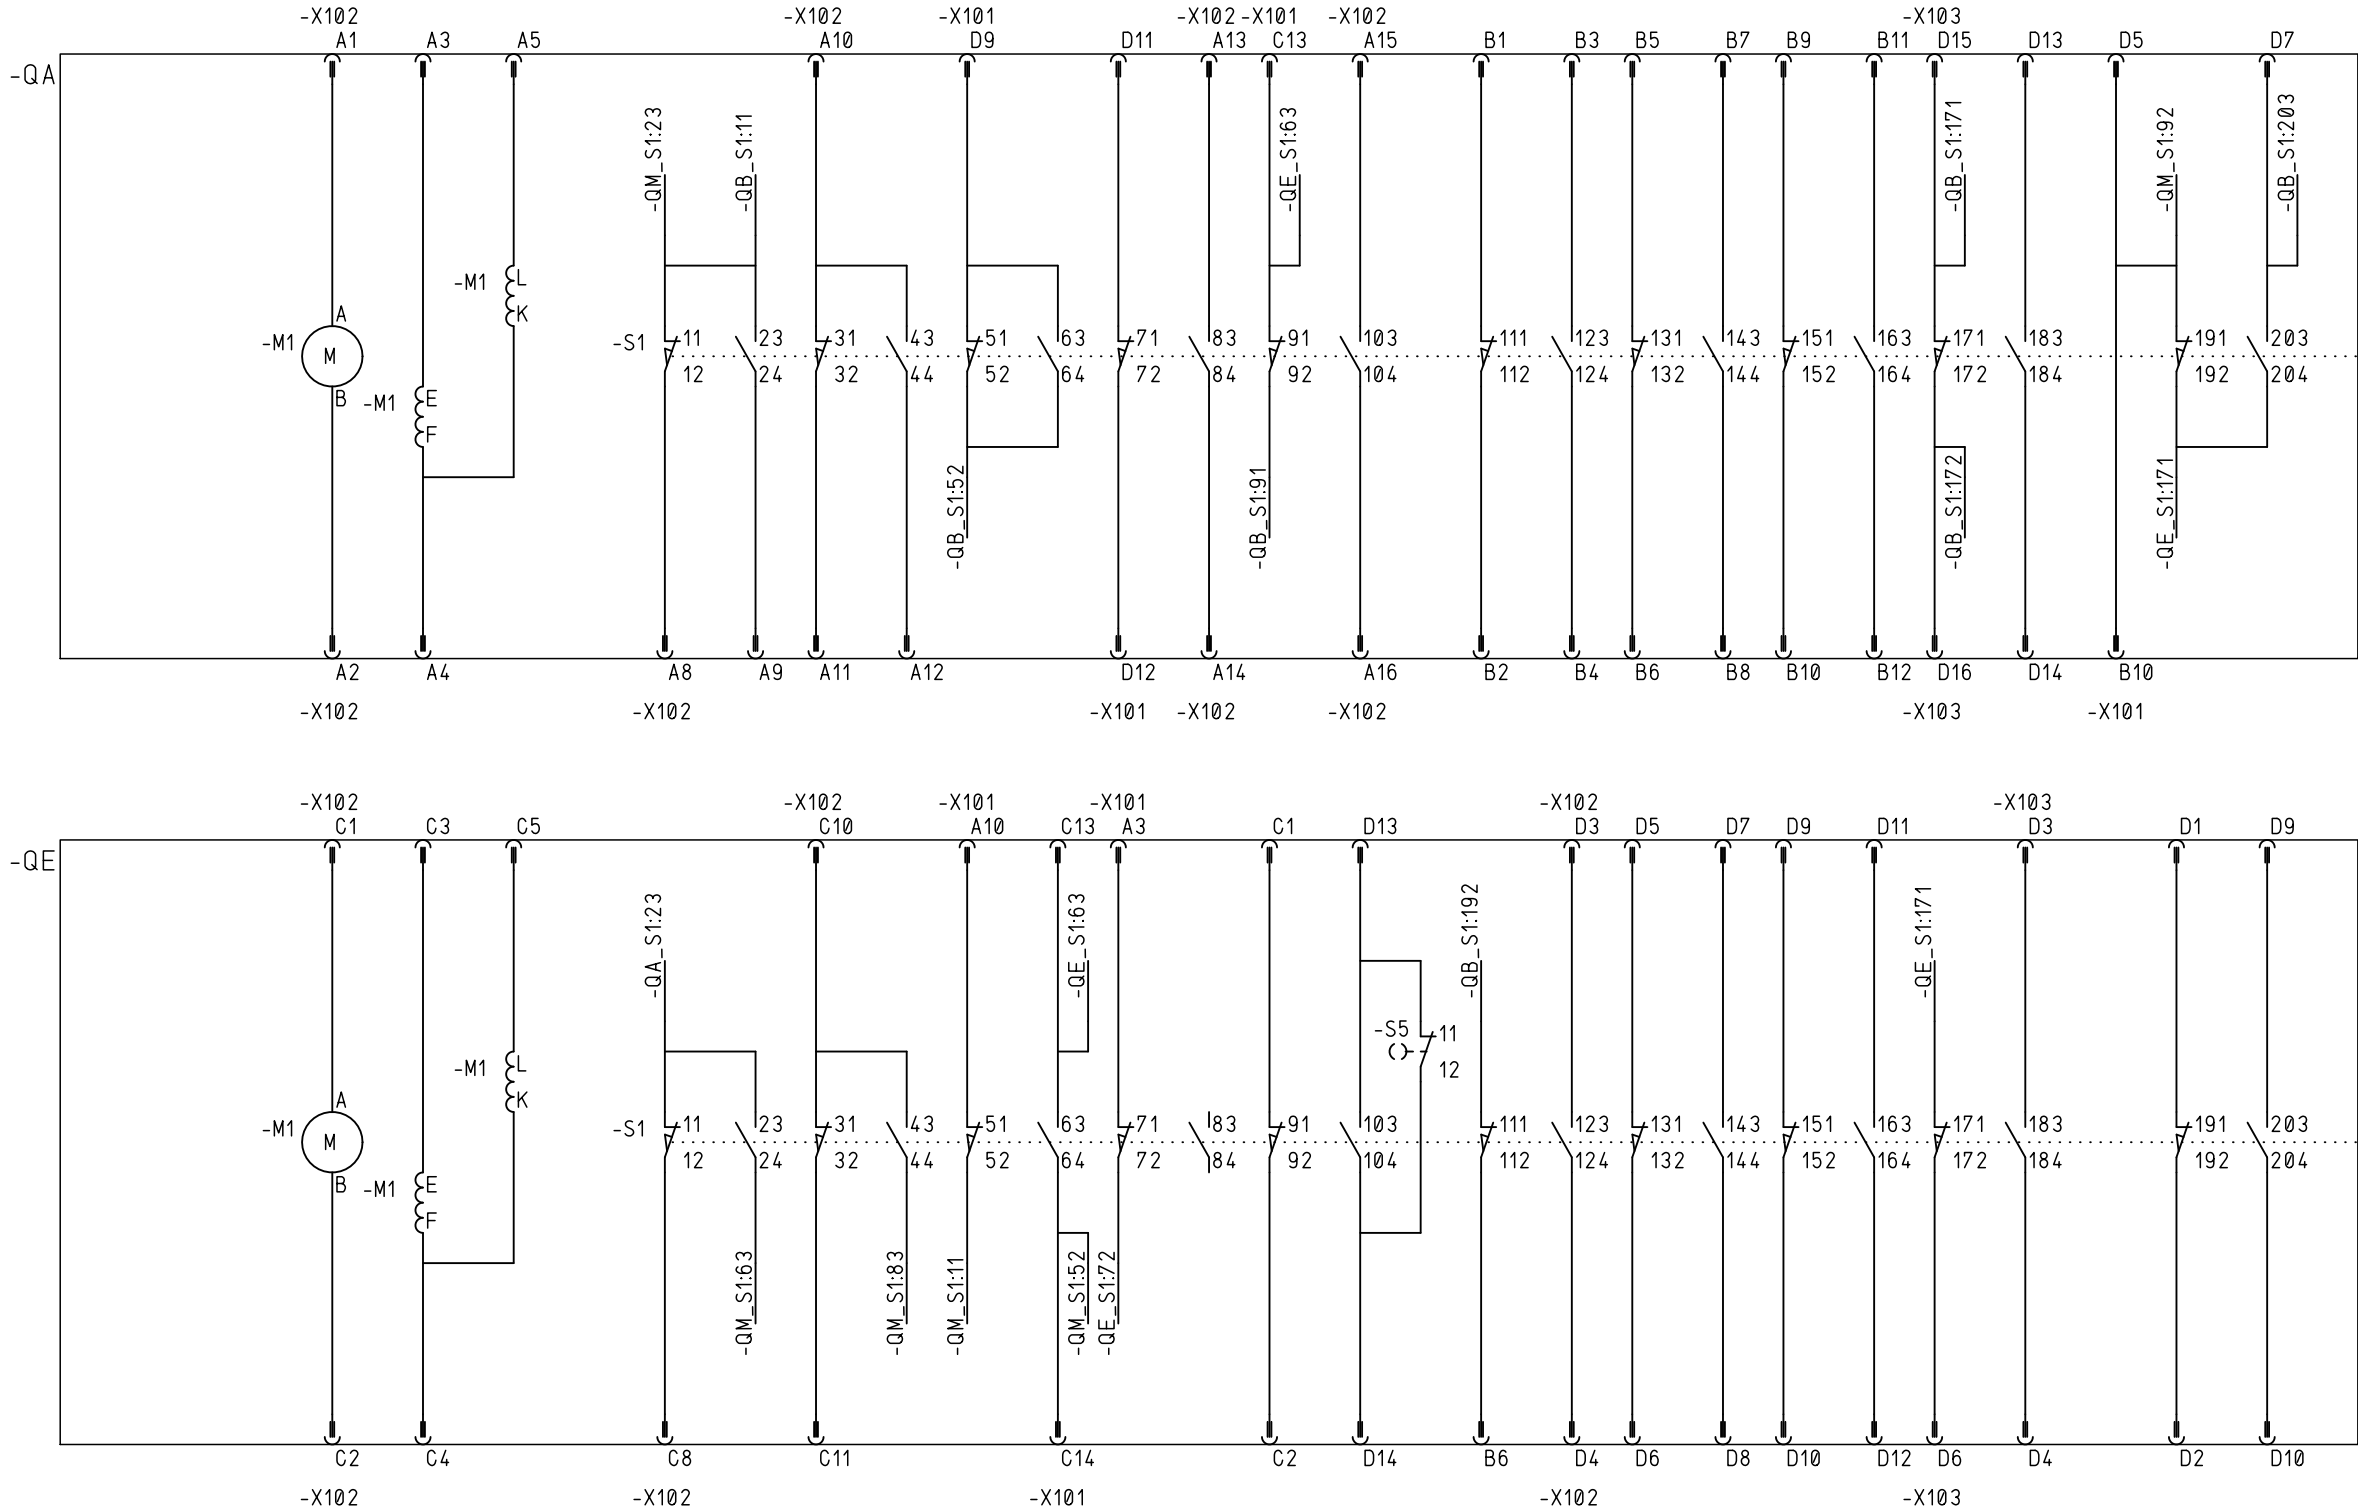 -X102 -X102 -X101 -X102 -X101 -X102 -X103
A1 A3 A5 A10 D9 D11 A13 C13 A15 B1 B3 B5 B7 B9 B11 D15 D13 D5 D7
-QA
-QM_S1:23 -QB_S1:11 -QE_S1:63 -QB_S1:171 -QM_S1:92 -QB_S1:203
-M1 L
K
A
-M1 M -S1 11 23 31 43 51 63 71 83 91 103 111 123 131 143 151 163 171 183 191 203
12 24 32 44 52 64 72 84 92 104 112 124 132 144 152 164 172 184 192 204
B -M1 E
F
-QB_S1:52 -QB_S1:91 -QB_S1:172 -QE_S1:171
A2 A4 A8 A9 A11 A12 D12 A14 A16 B2 B4 B6 B8 B10 B12 D16 D14 B10
-X102 -X102 -X101 -X102 -X102 -X103 -X101
-X102 -X102 -X101 -X101 -X102 -X103
C1 C3 C5 C10 A10 C13 A3 C1 D13 D3 D5 D7 D9 D11 D3 D1 D9
-QE
-QA_S1:23 -QE_S1:63 -QB_S1:192 -QE_S1:171
-S5 11
12
-M1 L
K
A
-M1 M -S1 11 23 31 43 51 63 71 83 91 103 111 123 131 143 151 163 171 183 191 203
12 24 32 44 52 64 72 84 92 104 112 124 132 144 152 164 172 184 192 204
B -M1 E
F
-QM_S1:63 -QM_S1:83 -QM_S1:11 -QM_S1:52 -QE_S1:72
C2 C4 C8 C11 C14 C2 D14 B6 D4 D6 D8 D10 D12 D6 D4 D2 D10
-X102 -X102 -X101 -X102 -X103